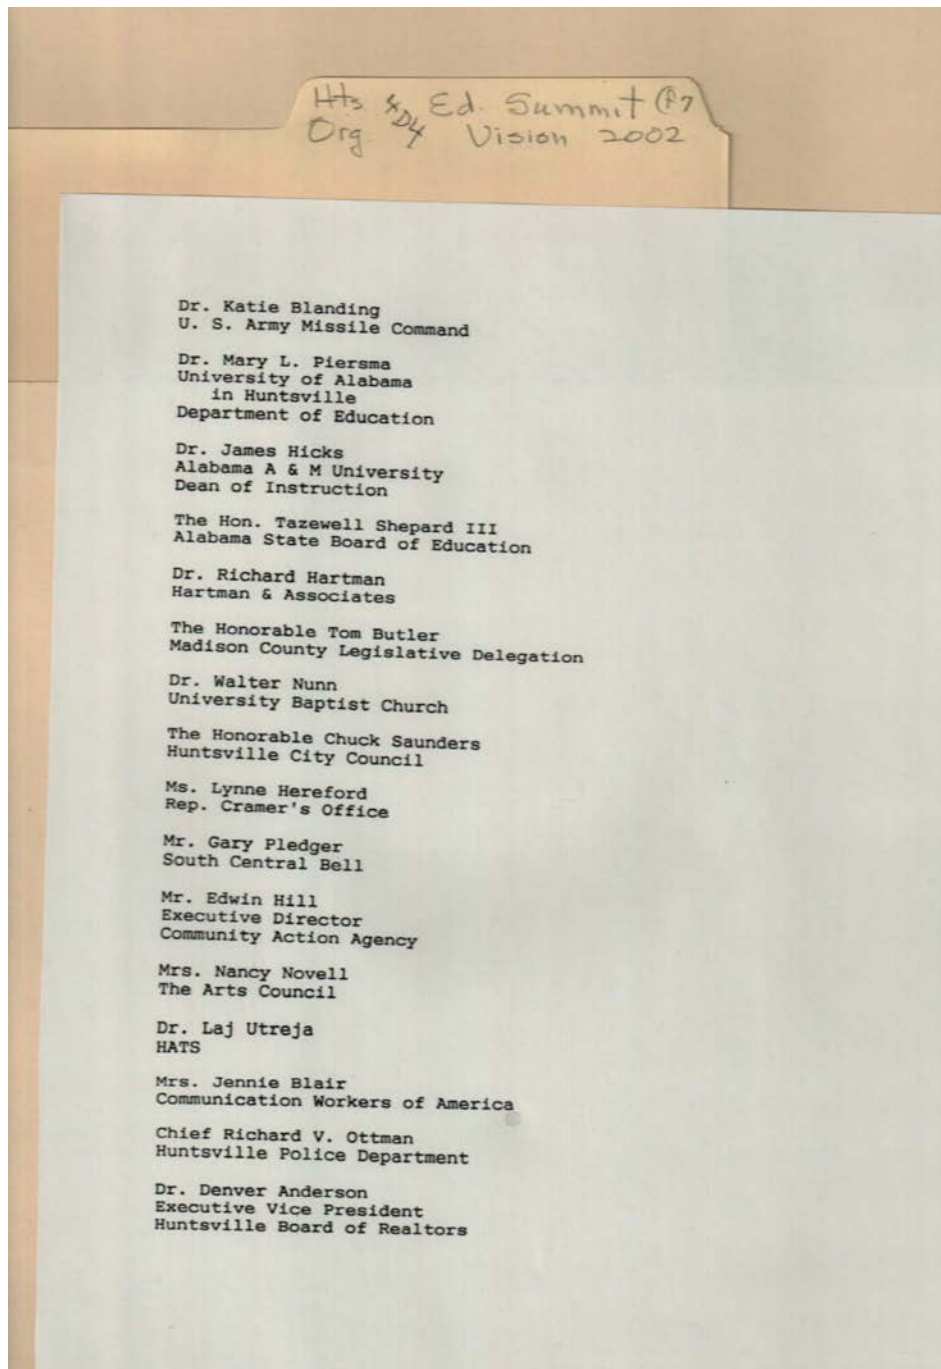 Hts & Ed. Summit
Org. D4 Vision 2002
Dr. Katie Blanding
U. S. Army Missile Command
Dr. Mary L. Piersma
University of Alabama
in Huntsville
Department of Education
Dr. James Hicks
Alabama A & M University
Dean of Instruction
The Hon. Tazewell Shepard III
Alabama State Board of Education
Dr. Richard Hartman
Hartman & Associates
The Honorable Tom Butler
Madison County Legislative Delegation
Dr. Walter Nunn
University Baptist Church
The Honorable Chuck Saunders
Huntsville City Council
Ms. Lynne Hereford
Rep. Cramer's Office
Mr. Gary Pledger
South Central Bell
Mr. Edwin Hill
Executive Director
Community Action Agency
Mrs. Nancy Novell
The Arts Council
Dr. Laj Utreja
HATS
Mrs. Jennie Blair
Communication Workers of America
Chief Richard V. Ottman
Huntsville Police Department
Dr. Denver Anderson
Executive Vice President
Huntsville Board of Realtors